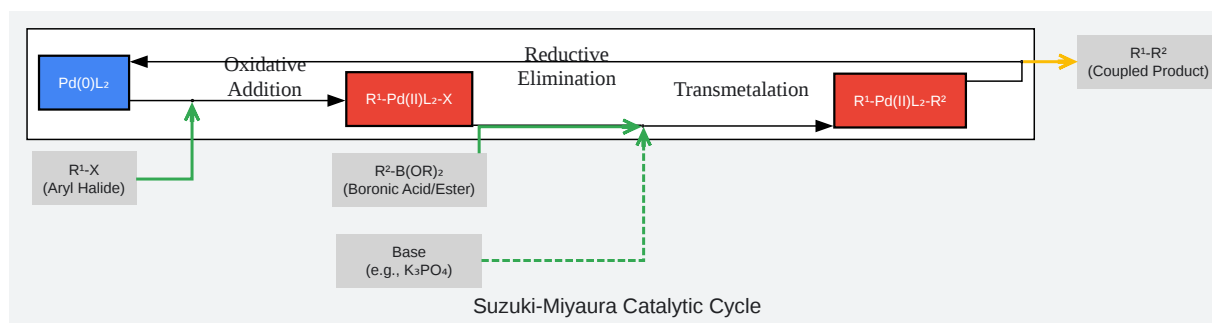 Pd(0)L₂
Oxidative
Addition
Reductive
Elimination
R¹-Pd(II)L₂-X
Transmetalation
R¹-Pd(II)L₂-R²
R¹-R²
(Coupled Product)
R¹-X
(Aryl Halide)
R²-B(OR)₂
(Boronic Acid/Ester)
Base
(e.g., K₃PO₄)
Suzuki-Miyaura Catalytic Cycle